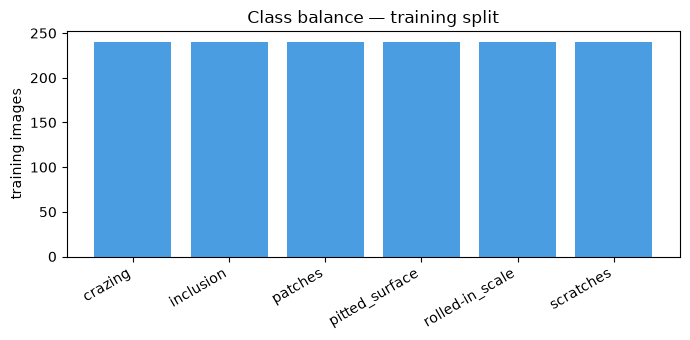 Class balance — training split
training images
250
200
150
100
50
0
crazing
inclusion
patches
pitted_surface
rolled-in_scale
scratches